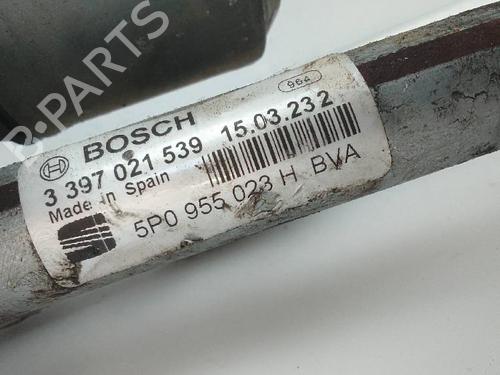 B-PARTS
964
BOSCH
3 397 021 539 15.03.232
Made in Spain
5P0 955 023 H BVA